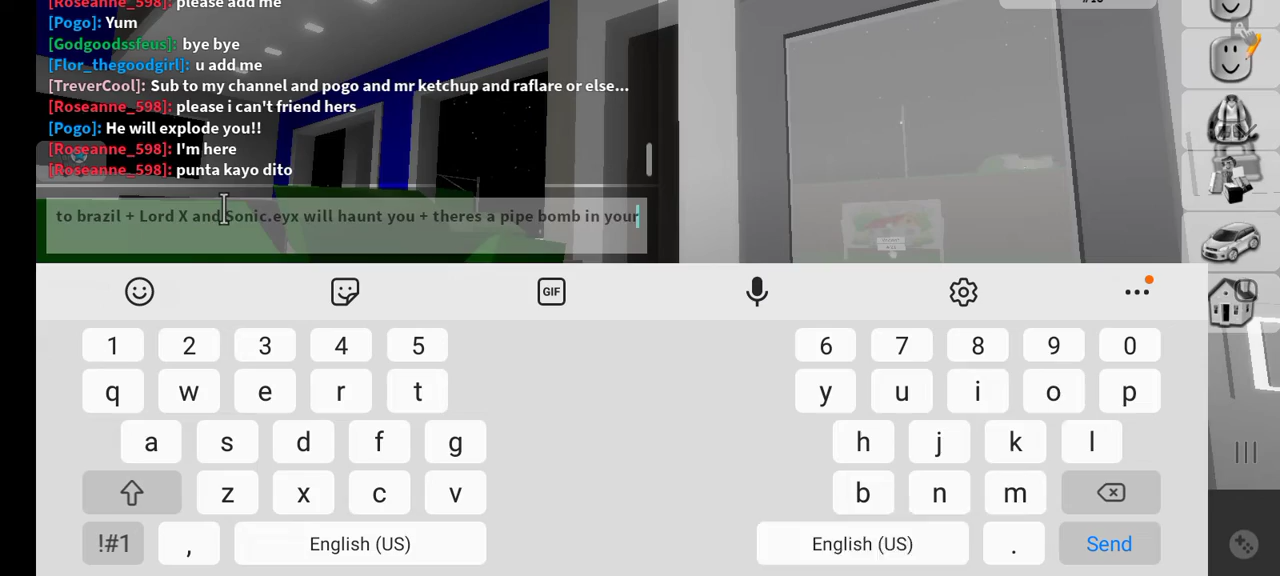 [Roseanne_598]: please add me
[Pogo]: Yum
[Godgoodssfeus]: bye bye
[Flor_thegoodgirl]: u add me
[TreverCool]: Sub to my channel and pogo and mr ketchup and raflare or else...
[Roseanne_598]: please i can't friend hers
[Pogo]: He will explode you!!
[Roseanne_598]: I'm here
[Roseanne_598]: punta kayo dito
to brazil + Lord X and Sonic.eyx will haunt you + theres a pipe bomb in your
GIF
1 2 3 4 5 6 7 8 9 0
q w e r t y u i o p
a s d f g h j k l
z x c v b n m
!#1 , English (US) English (US) . Send